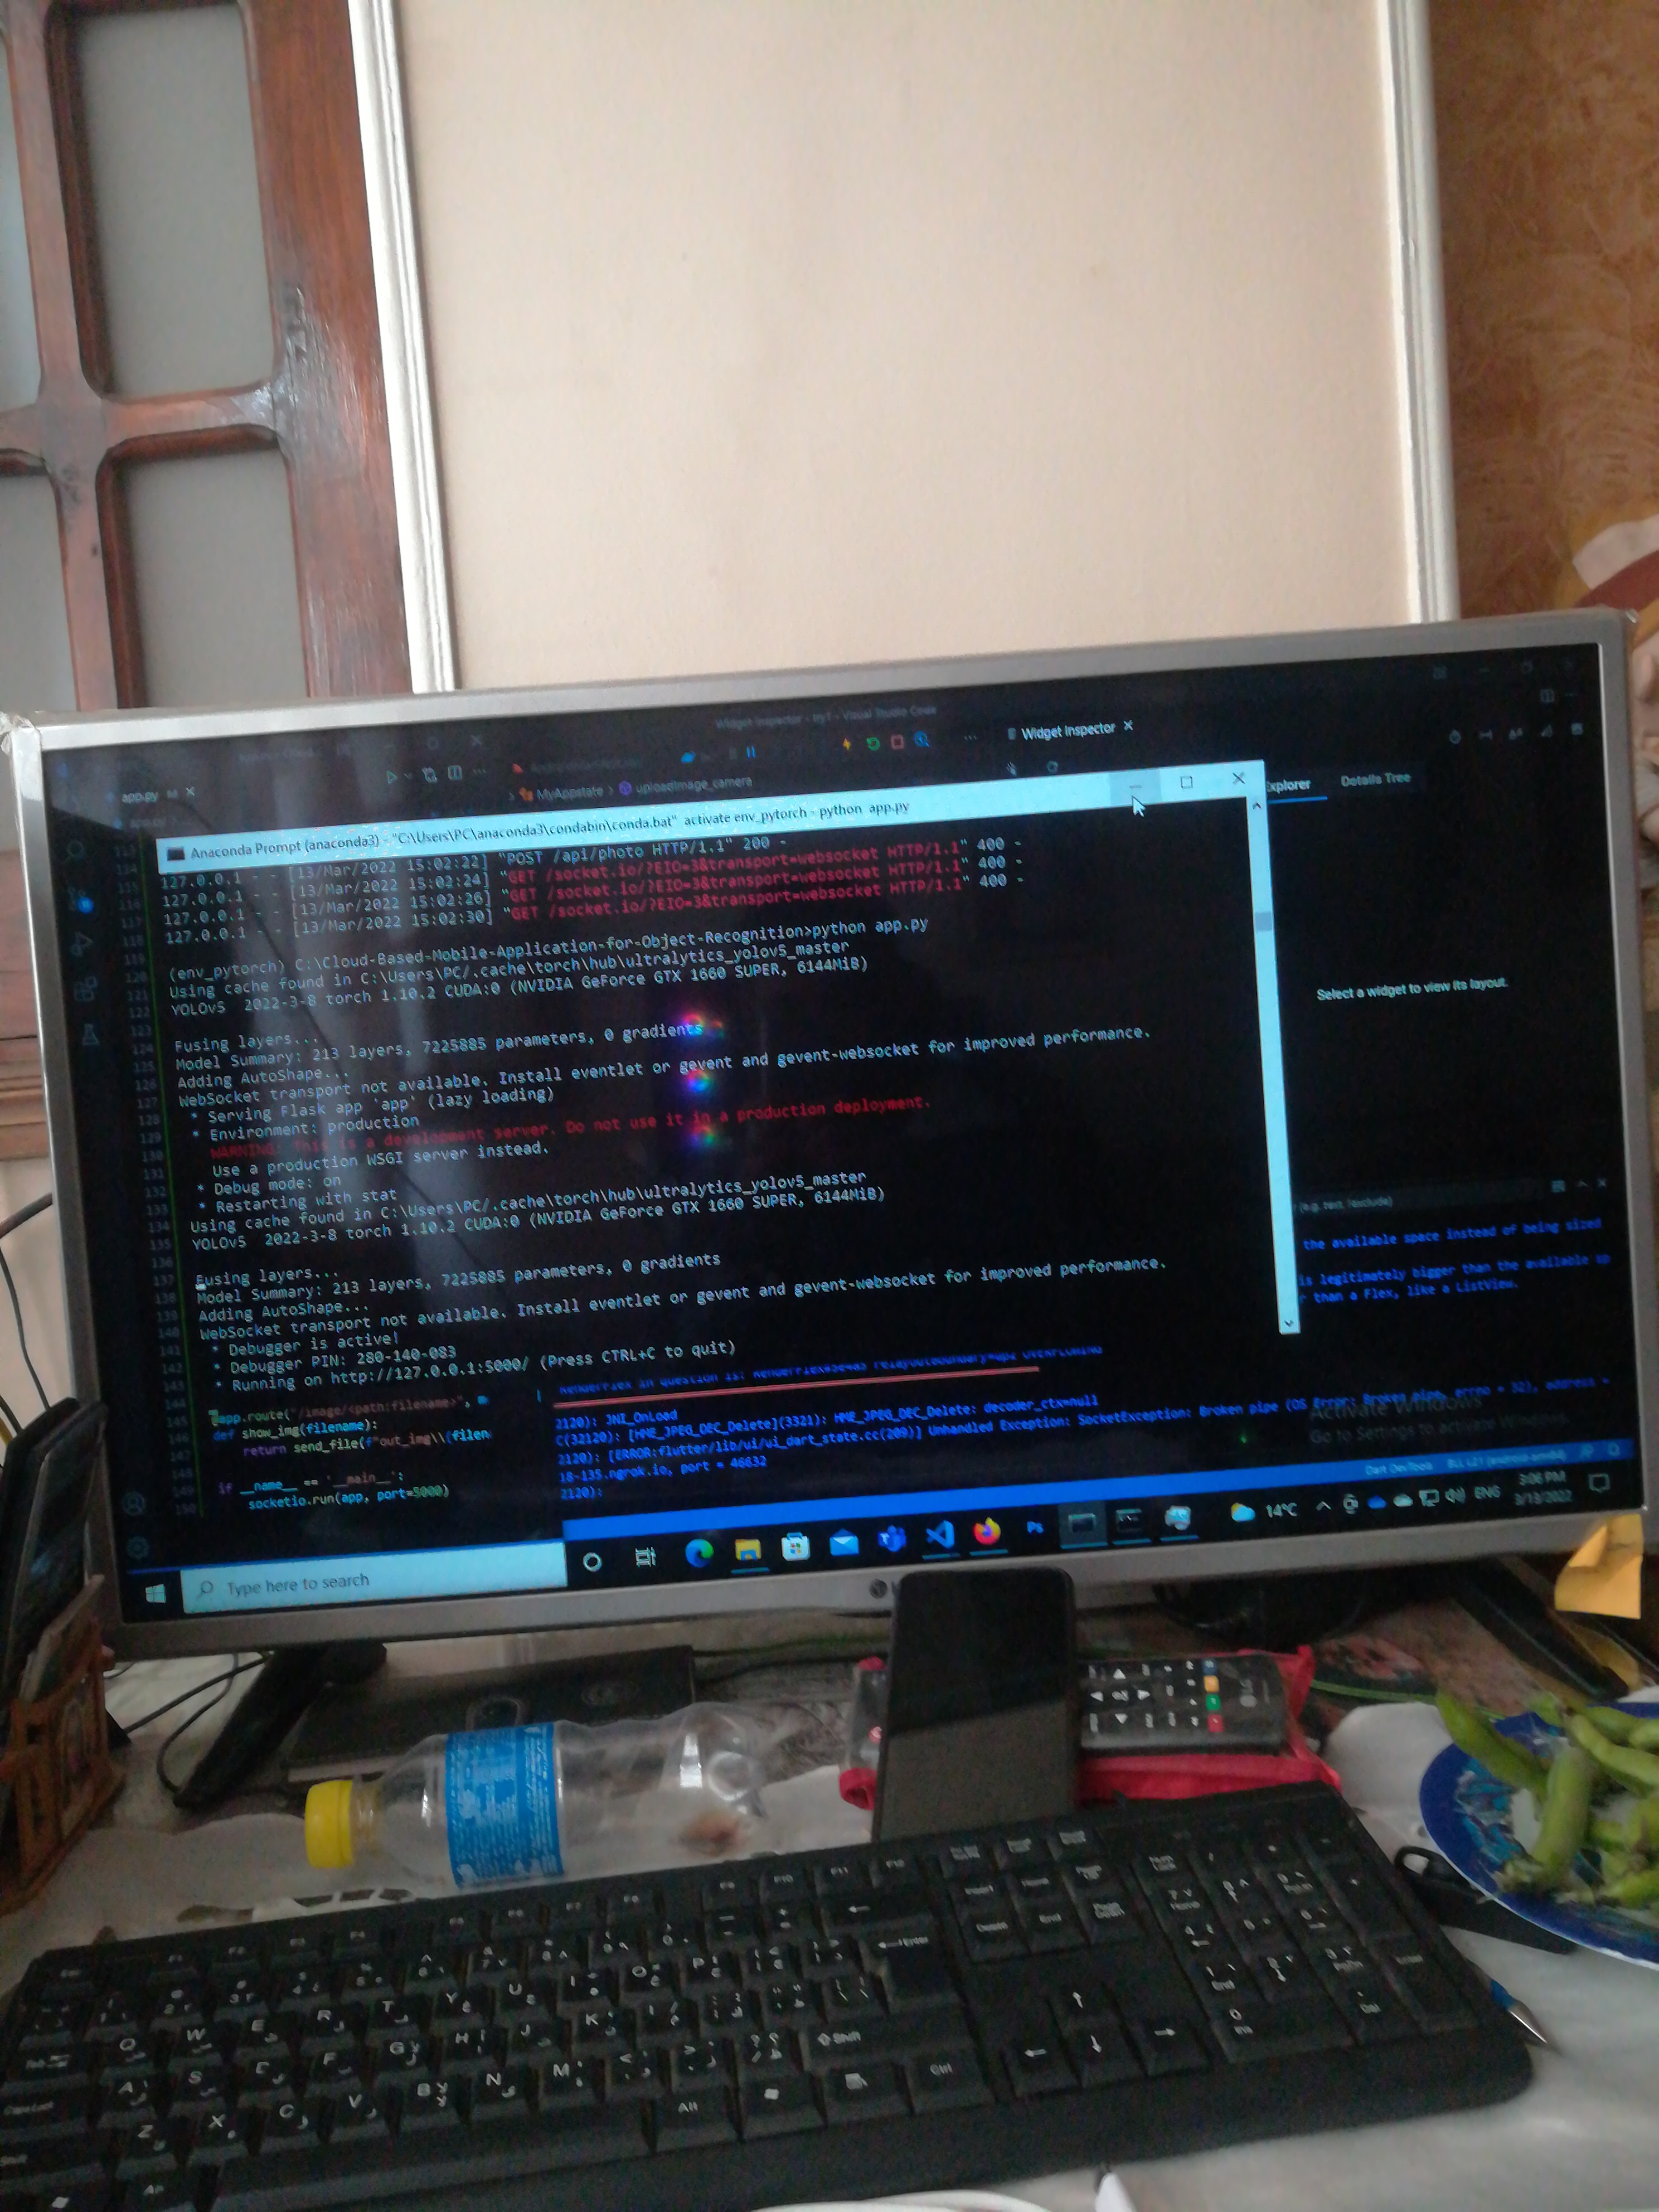 Widget Inspector - try1 - Visual Studio Code
app.py M
Widget Inspector
MyAppstate > uploadImage_camera
Explorer
Details Tree
Anaconda Prompt (anaconda3) - "C:\Users\PC\anaconda3\condabin\conda.bat" activate env_pytorch - python app.py
127.0.0.1 - - [13/Mar/2022 15:02:22] "POST /api/photo HTTP/1.1" 200 -
127.0.0.1 - - [13/Mar/2022 15:02:24] "GET /socket.io/?EIO=3&transport=websocket HTTP/1.1" 400 -
127.0.0.1 - - [13/Mar/2022 15:02:26] "GET /socket.io/?EIO=3&transport=websocket HTTP/1.1" 400 -
127.0.0.1 - - [13/Mar/2022 15:02:30] "GET /socket.io/?EIO=3&transport=websocket HTTP/1.1" 400 -
(env_pytorch) C:\Cloud-Based-Mobile-Application-for-Object-Recognition>python app.py
Using cache found in C:\Users\PC/.cache\torch\hub\ultralytics_yolov5_master
YOLOv5 2022-3-8 torch 1.10.2 CUDA:0 (NVIDIA GeForce GTX 1660 SUPER, 6144MiB)
Fusing layers...
Model Summary: 213 layers, 7225885 parameters, 0 gradients
Adding AutoShape...
WebSocket transport not available. Install eventlet or gevent and gevent-websocket for improved performance.
* Serving Flask app 'app' (lazy loading)
* Environment: production
WARNING: This is a development server. Do not use it in a production deployment.
Use a production WSGI server instead.
* Debug mode: on
* Restarting with stat
Using cache found in C:\Users\PC/.cache\torch\hub\ultralytics_yolov5_master
YOLOv5 2022-3-8 torch 1.10.2 CUDA:0 (NVIDIA GeForce GTX 1660 SUPER, 6144MiB)
Fusing layers...
Model Summary: 213 layers, 7225885 parameters, 0 gradients
Adding AutoShape...
WebSocket transport not available. Install eventlet or gevent and gevent-websocket for improved performance.
* Debugger is active!
* Debugger PIN: 280-140-083
* Running on http://127.0.0.1:5000/ (Press CTRL+C to quit)
Select a widget to view its layout.
(e.g. text, !exclude)
the available space instead of being sized
is legitimately bigger than the available sp
r than a Flex, like a ListView.
@app.route("/image/<path:filename>",
def show_img(filename):
return send_file(f"out_img\\{filen
if __name__ == '__main__':
socketio.run(app, port=5000)
2120): JNI_OnLoad
C(32120): [HME_JPEG_DEC_Delete](3321): HME_JPEG_DEC_Delete: decoder_ctx=null
2120): [ERROR:flutter/lib/ui/ui_dart_state.cc(209)] Unhandled Exception: SocketException: Broken pipe (OS Error: Broken pipe, errno = 32), address =
18-135.ngrok.io, port = 46632
2120):
Activate Windows
Go to Settings to activate Windows.
Dart DevTools
Type here to search
Ps
14°C
ENG
3:06 PM
3/13/2022